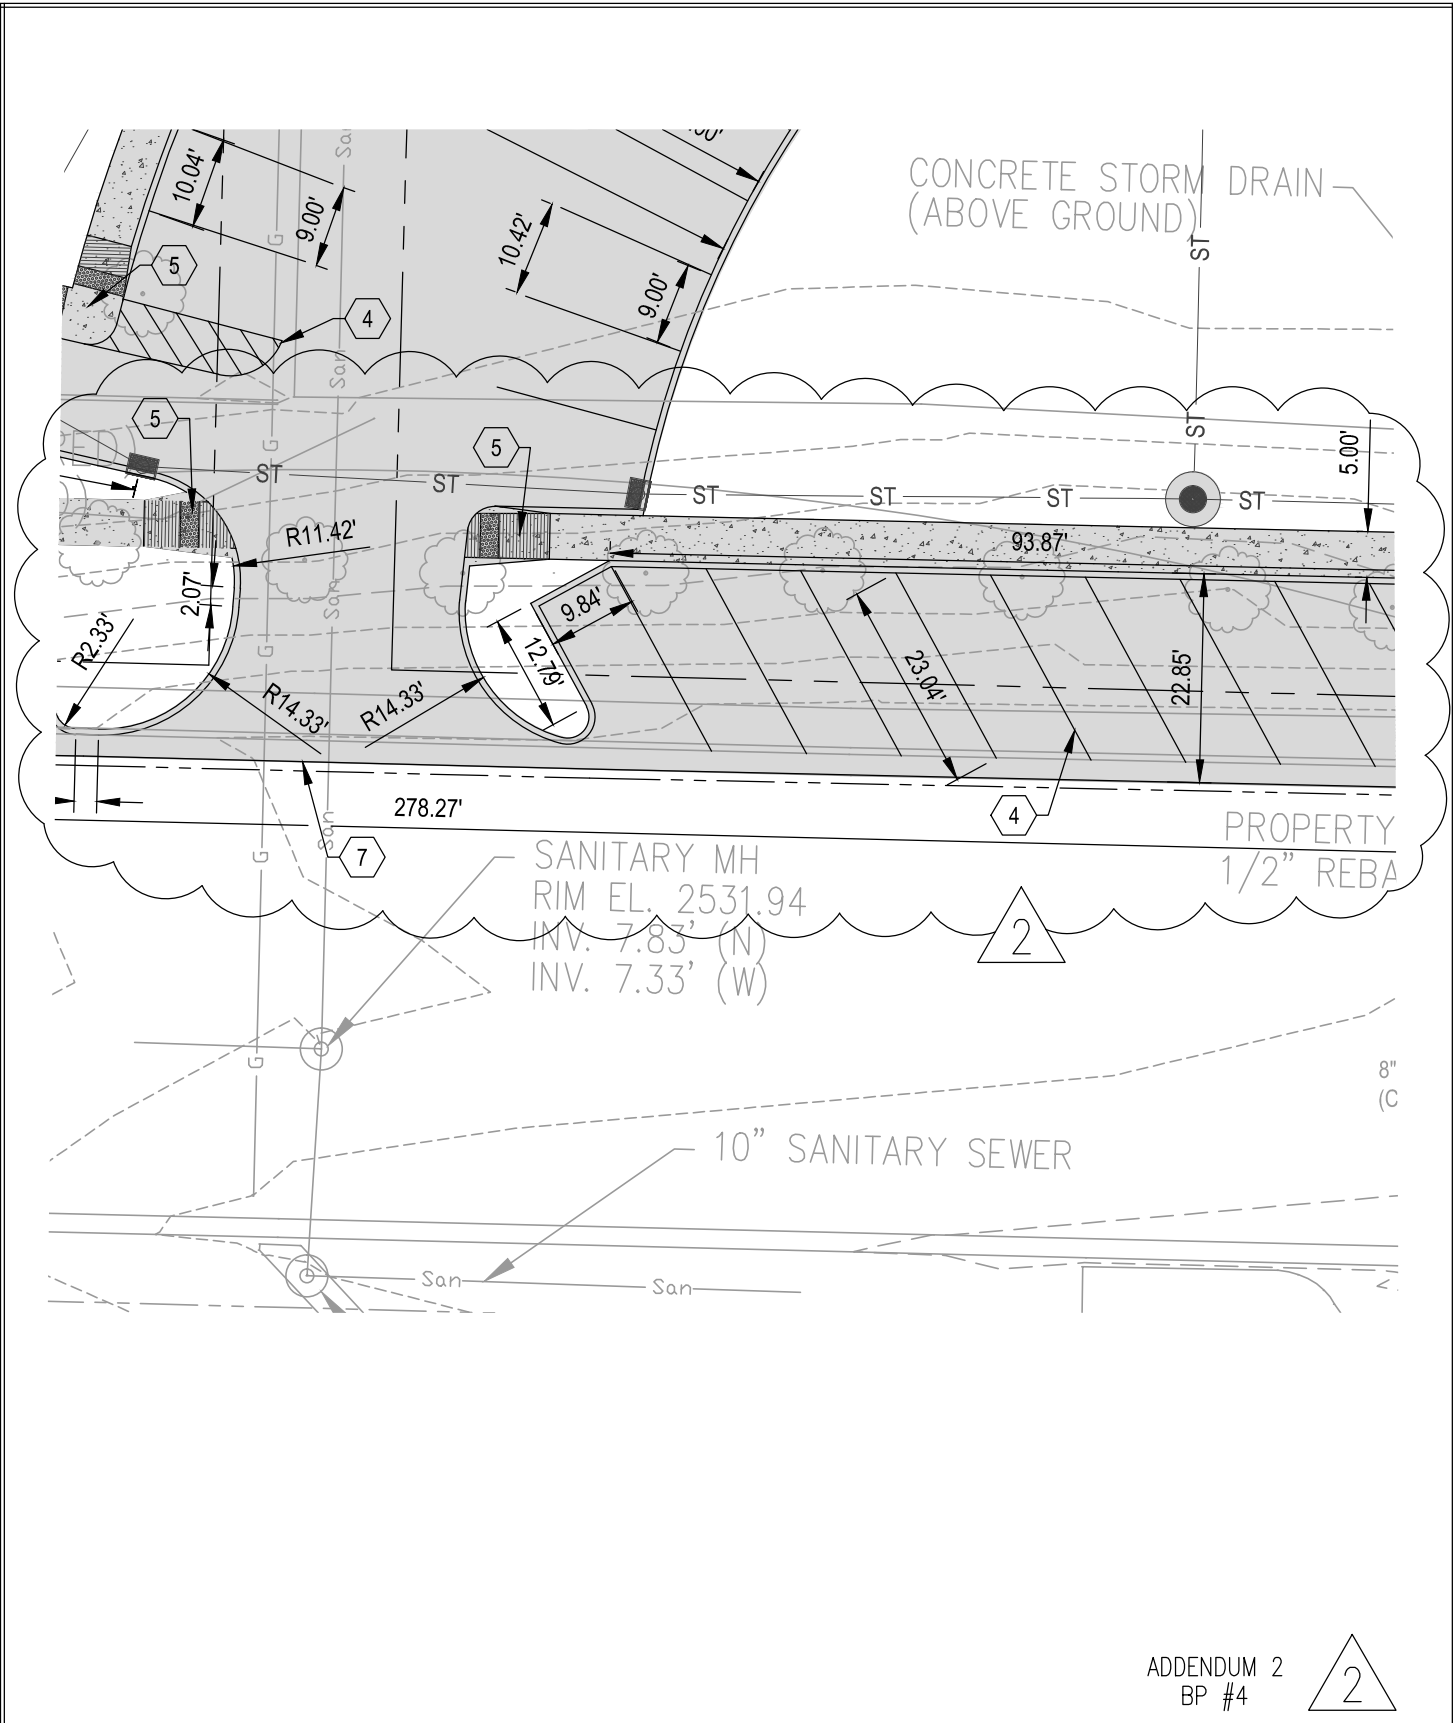 10.04'
9.00'
San
G
10.42'
9.00'
CONCRETE STORM DRAIN
(ABOVE GROUND)
ST
5
4
San
5
G
ST
ST
5
ST
ST
ST
ST
ST
5.00'
R11.42'
93.87'
2.07'
R2.33'
San
G
R14.33'
R14.33'
9.84'
12.79'
23.04'
22.85'
278.27'
4
7
San
G
PROPERTY
1/2" REBA
SANITARY MH
RIM EL. 2531.94
INV. 7.83' (N)
INV. 7.33' (W)
2
G
8"
(C
10" SANITARY SEWER
San
San
ADDENDUM 2
BP #4
2